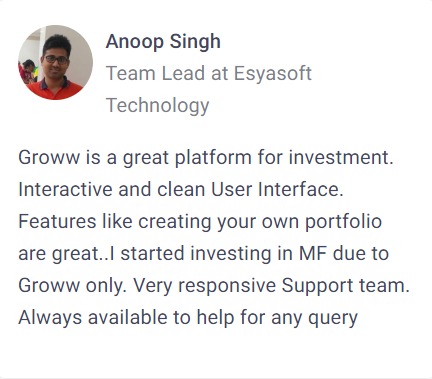 Anoop Singh
Team Lead at Esyasoft
Technology
Groww is a great platform for investment.
Interactive and clean User Interface.
Features like creating your own portfolio
are great..I started investing in MF due to
Groww only. Very responsive Support team.
Always available to help for any query